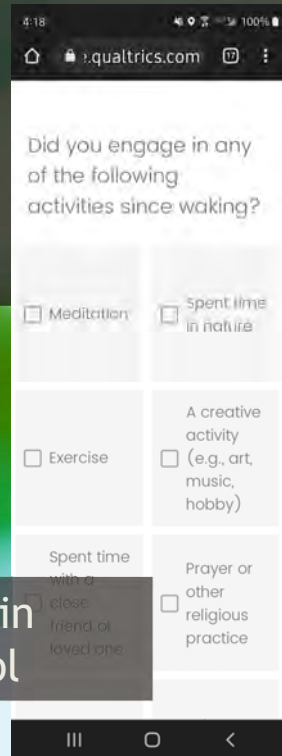 4:18
100%
.qualtrics.com
17
Did you engage in any
of the following
activities since waking?
Meditation
Spent time
in nature
Exercise
A creative
activity
(e.g., art,
music,
hobby)
Spent time
with a
close
friend or
loved one
Prayer or
other
religious
practice
in
ol